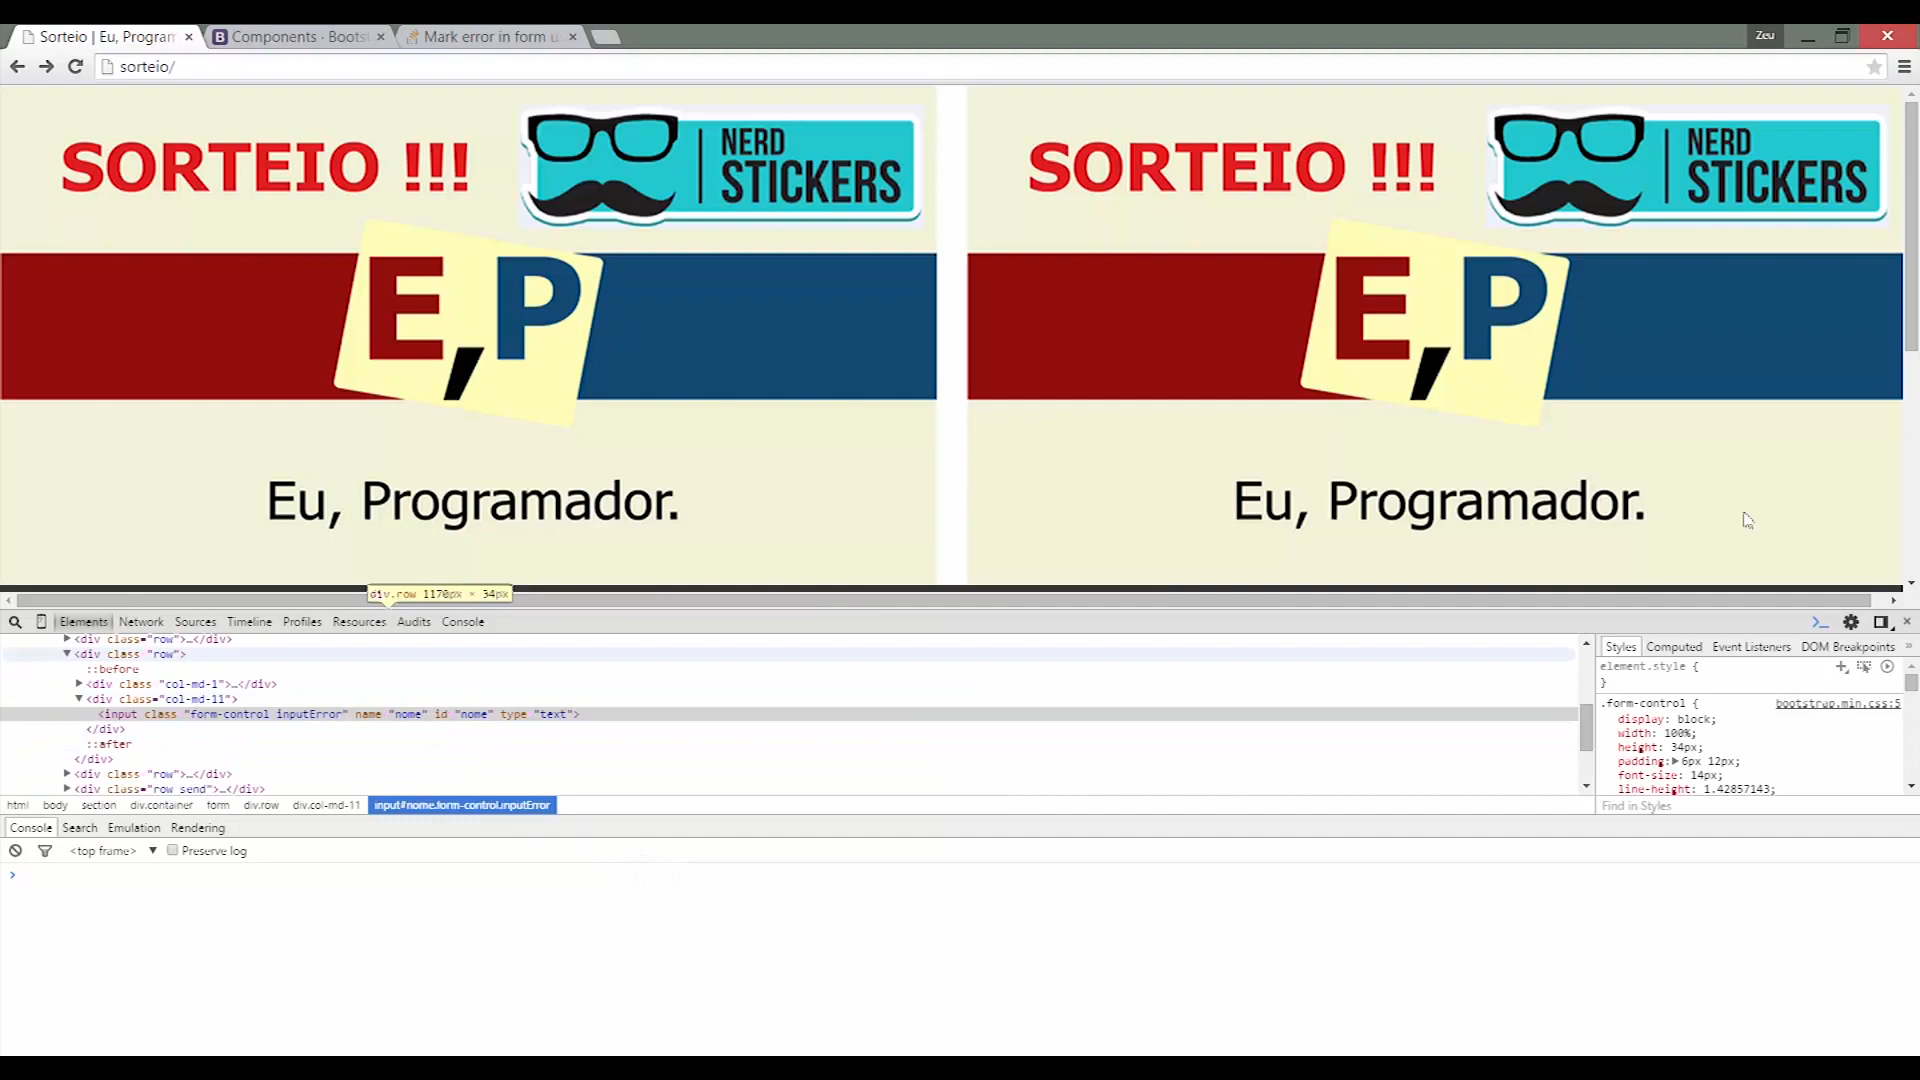 Sorteio | Eu, Program
Components · Boots
Mark error in form u
Zeu
sorteio/
SORTEIO !!!
NERD
STICKERS
E,P
Eu, Programador.
SORTEIO !!!
NERD
STICKERS
E,P
Eu, Programador.
div.row 1170px × 34px
Elements Network Sources Timeline Profiles Resources Audits Console
<div class="row">…</div>
<div class="row">
::before
<div class="col-md-1">…</div>
<div class="col-md-11">
<input class="form-control inputError" name="nome" id="nome" type="text">
</div>
::after
</div>
<div class="row">…</div>
<div class="row send">…</div>
html body section div.container form div.row div.col-md-11 input#nome.form-control.inputError
Styles Computed Event Listeners DOM Breakpoints »
element.style {
}
.form-control { bootstrap.min.css:5
display: block;
width: 100%;
height: 34px;
padding: 6px 12px;
font-size: 14px;
line-height: 1.42857143;
Find in Styles
Console Search Emulation Rendering
<top frame> Preserve log